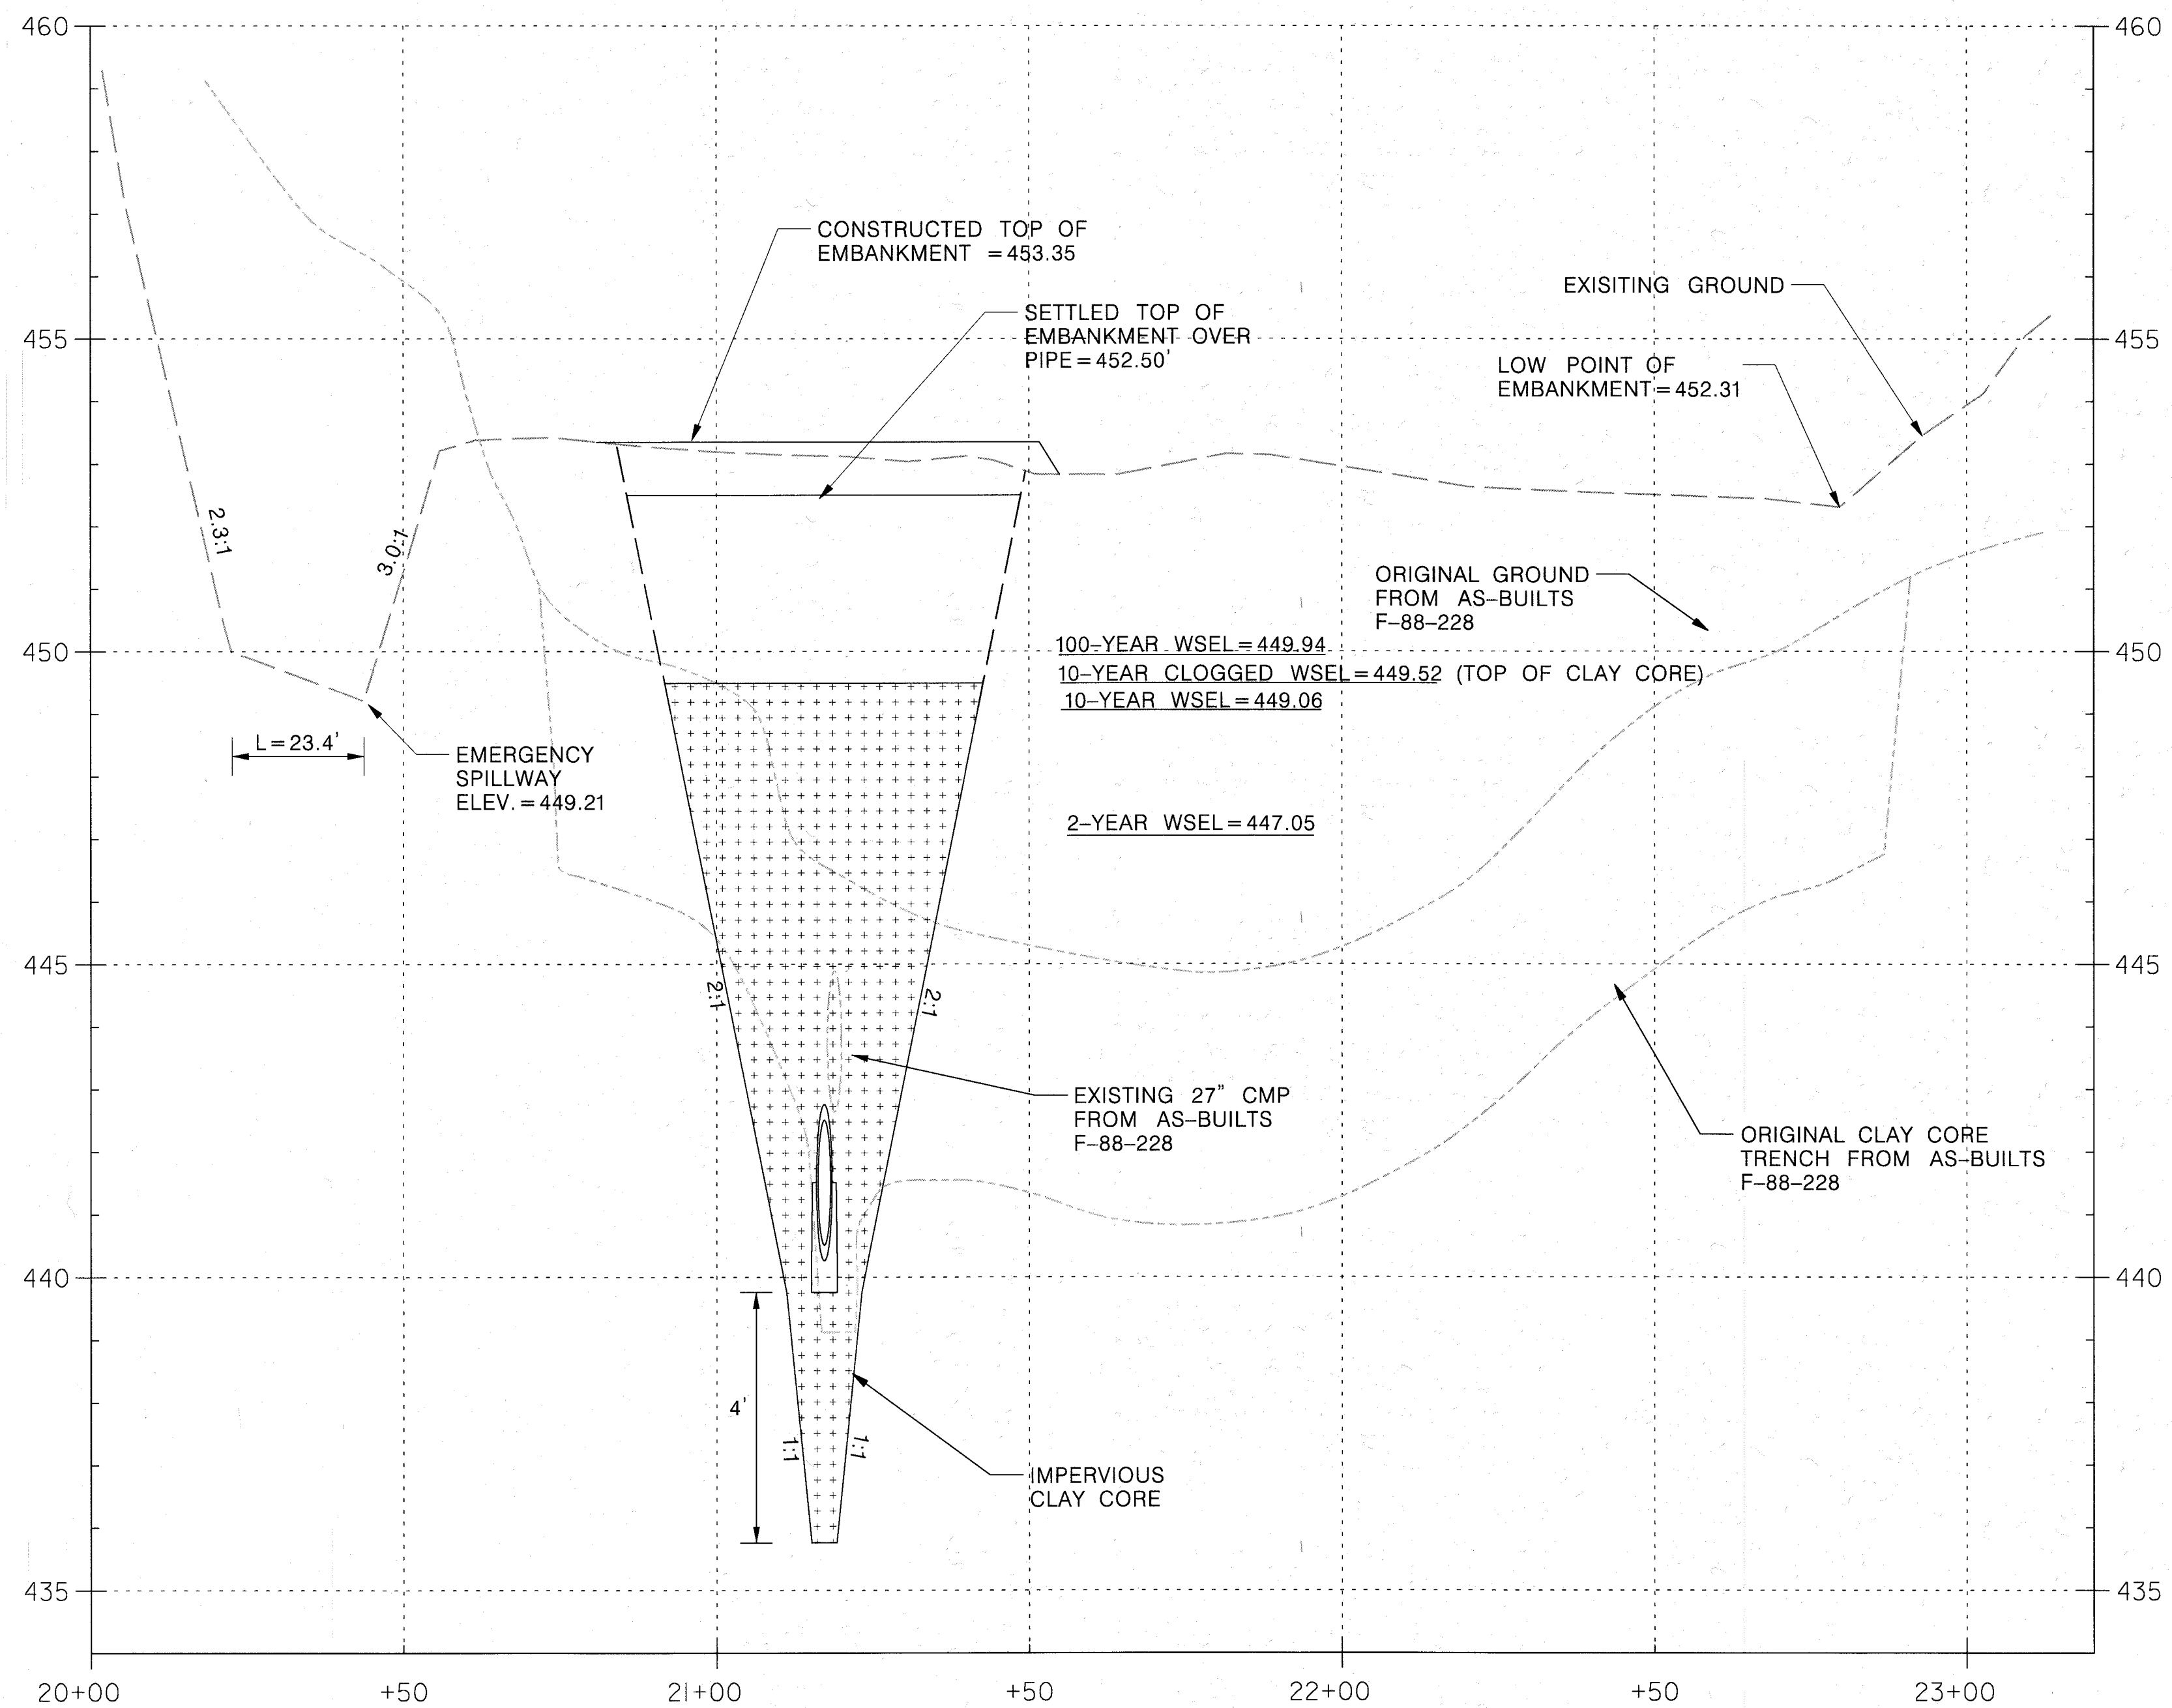 460
460
CONSTRUCTED TOP OF
EMBANKMENT = 453.35
EXISITING GROUND
SETTLED TOP OF
EMBANKMENT OVER
PIPE = 452.50'
455
455
LOW POINT OF
EMBANKMENT = 452.31
2.3:1
3.0:1
ORIGINAL GROUND
FROM AS-BUILTS
F-88-228
450
450
100-YEAR WSEL = 449.94
10-YEAR CLOGGED WSEL = 449.52 (TOP OF CLAY CORE)
10-YEAR WSEL = 449.06
L = 23.4'
EMERGENCY
SPILLWAY
ELEV. = 449.21
2-YEAR WSEL = 447.05
445
445
2:1
2:1
EXISTING 27" CMP
FROM AS-BUILTS
F-88-228
ORIGINAL CLAY CORE
TRENCH FROM AS-BUILTS
F-88-228
440
440
4'
1:1
1:1
IMPERVIOUS
CLAY CORE
435
435
20+00
+50
21+00
+50
22+00
+50
23+00